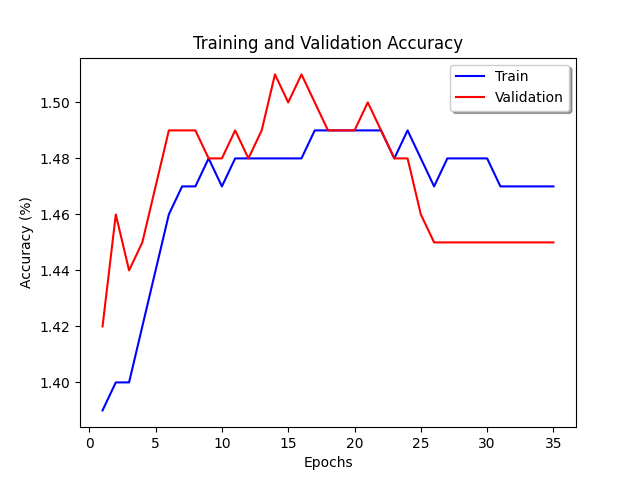 Training and Validation Accuracy
Train
Validation
Accuracy (%)
1.50
1.48
1.46
1.44
1.42
1.40
0 5 10 15 20 25 30 35
Epochs